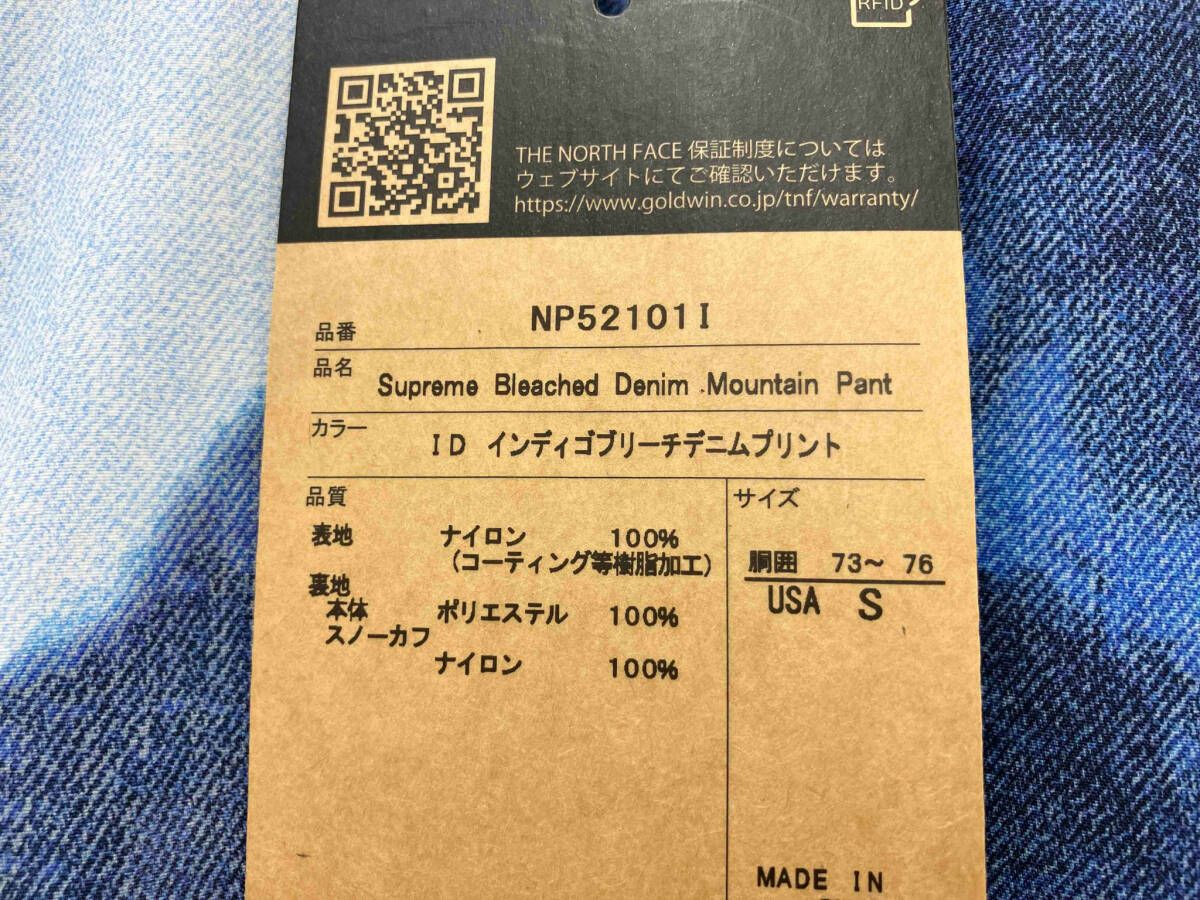 RFID
THE NORTH FACE 保証制度については
ウェブサイトにてご確認いただけます。
https://www.goldwin.co.jp/tnf/warranty/
品番 NP52101I
品名 Supreme Bleached Denim Mountain Pant
カラー ID インディゴブリーチデニムプリント
品質
表地 ナイロン 100%
(コーティング等樹脂加工)
裏地
本体 ポリエステル 100%
スノーカフ
ナイロン 100%
サイズ
胴囲 73~ 76
USA S
MADE IN